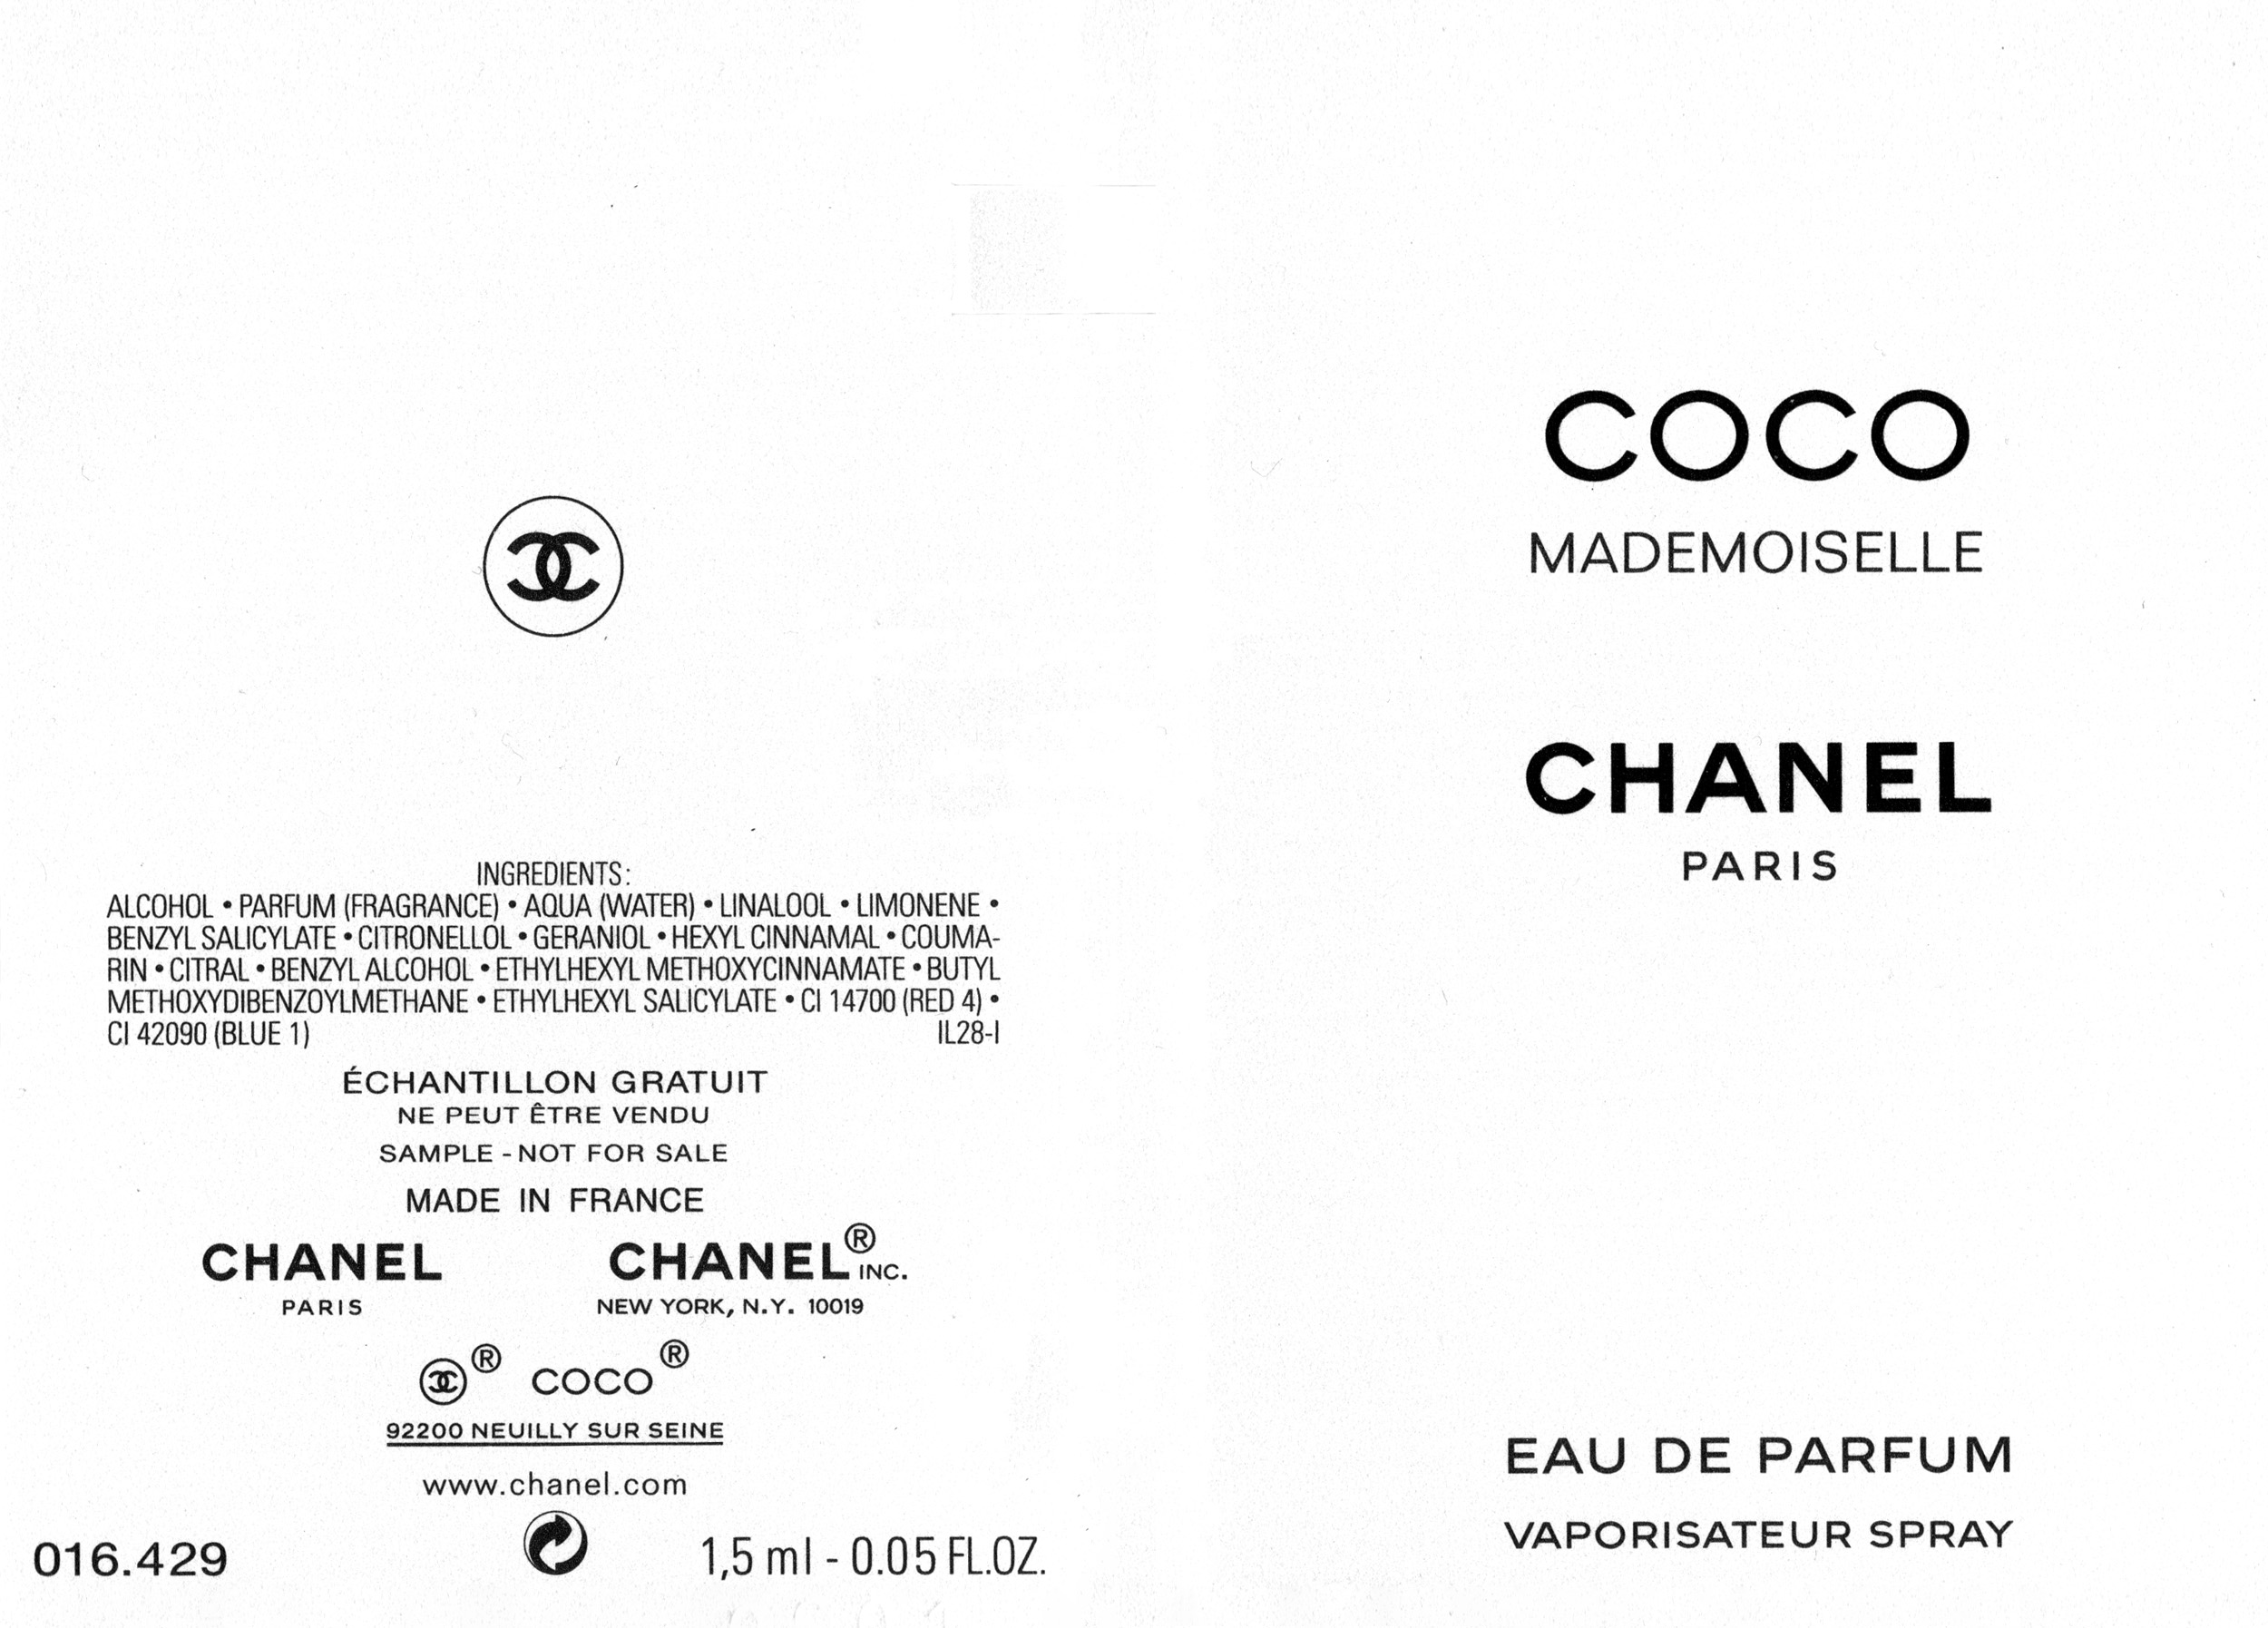 INGREDIENTS:
ALCOHOL • PARFUM (FRAGRANCE) • AQUA (WATER) • LINALOOL • LIMONENE •
BENZYL SALICYLATE • CITRONELLOL • GERANIOL • HEXYL CINNAMAL • COUMA-
RIN • CITRAL • BENZYL ALCOHOL • ETHYLHEXYL METHOXYCINNAMATE • BUTYL
METHOXYDIBENZOYLMETHANE • ETHYLHEXYL SALICYLATE • CI 14700 (RED 4) •
CI 42090 (BLUE 1) IL28-I
ÉCHANTILLON GRATUIT
NE PEUT ÊTRE VENDU
SAMPLE - NOT FOR SALE
MADE IN FRANCE
CHANEL
PARIS
CHANEL® INC.
NEW YORK, N.Y. 10019
® COCO®
92200 NEUILLY SUR SEINE
www.chanel.com
016.429
1,5 ml - 0.05 FL.OZ.
COCO
MADEMOISELLE
CHANEL
PARIS
EAU DE PARFUM
VAPORISATEUR SPRAY